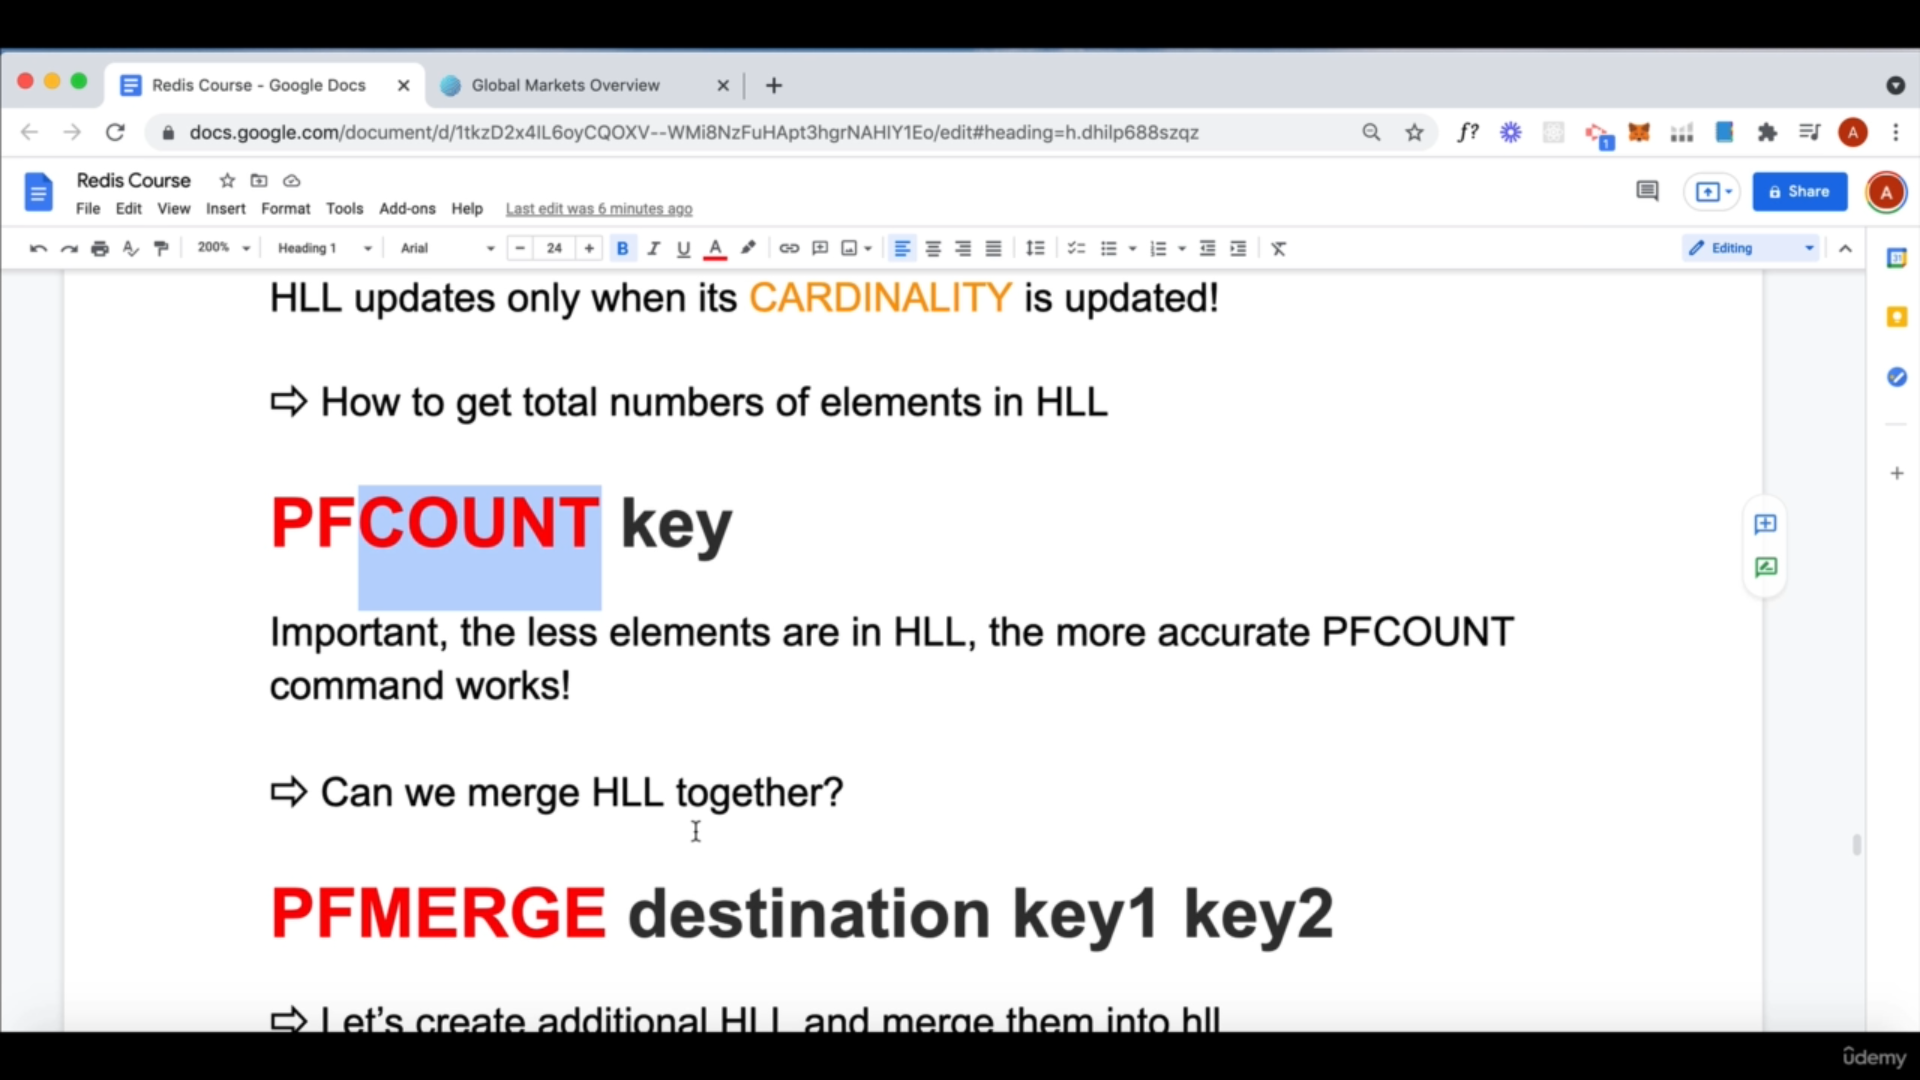 Redis Course - Google Docs
Global Markets Overview
docs.google.com/document/d/1tkzD2x4IL6oyCQOXV--WMi8NzFuHApt3hgrNAHlY1Eo/edit#heading=h.dhilp688szqz
f?
1
A
Redis Course
File Edit View Insert Format Tools Add-ons Help Last edit was 6 minutes ago
Share
A
200% Heading 1 Arial 24 B I U A
Editing
31
HLL updates only when its CARDINALITY is updated!
⇨ How to get total numbers of elements in HLL
PFCOUNT key
Important, the less elements are in HLL, the more accurate PFCOUNT
command works!
⇨ Can we merge HLL together?
PFMERGE destination key1 key2
⇨ Let's create additional HLL and merge them into hll
ûdemy